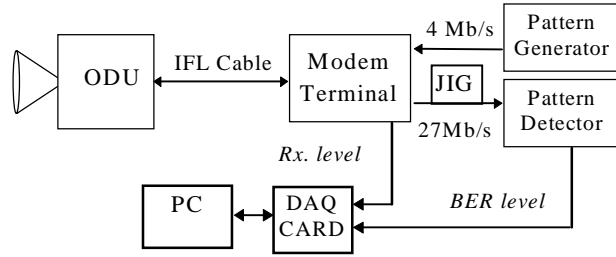 4 Mb/s
Pattern
Generator
ODU
IFL Cable
Modem
Terminal
JIG
27Mb/s
Pattern
Detector
Rx. level
PC
DAQ
CARD
BER level